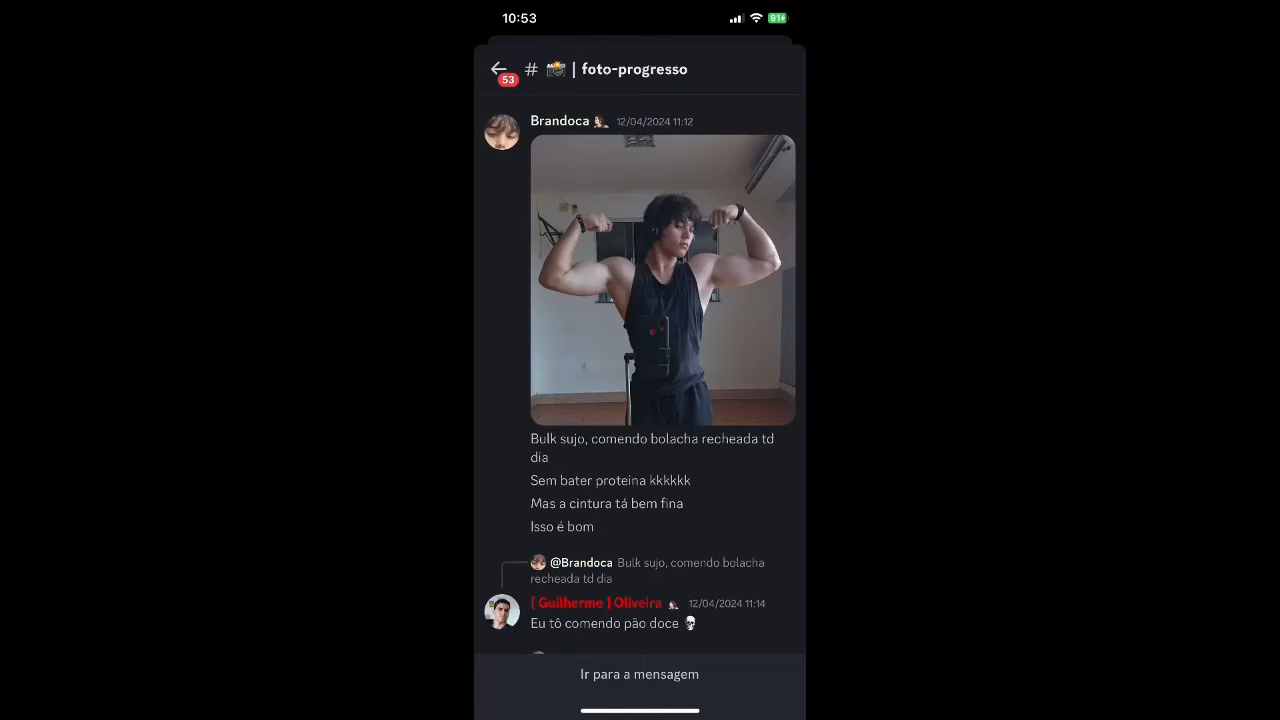 10:53
91
53
# | foto-progresso
Brandoca 12/04/2024 11:12
Bulk sujo, comendo bolacha recheada td
dia
Sem bater proteina kkkkkk
Mas a cintura tá bem fina
Isso é bom
@Brandoca Bulk sujo, comendo bolacha
recheada td dia
[ Guilherme ] Oliveira 12/04/2024 11:14
Eu tô comendo pão doce
Ir para a mensagem